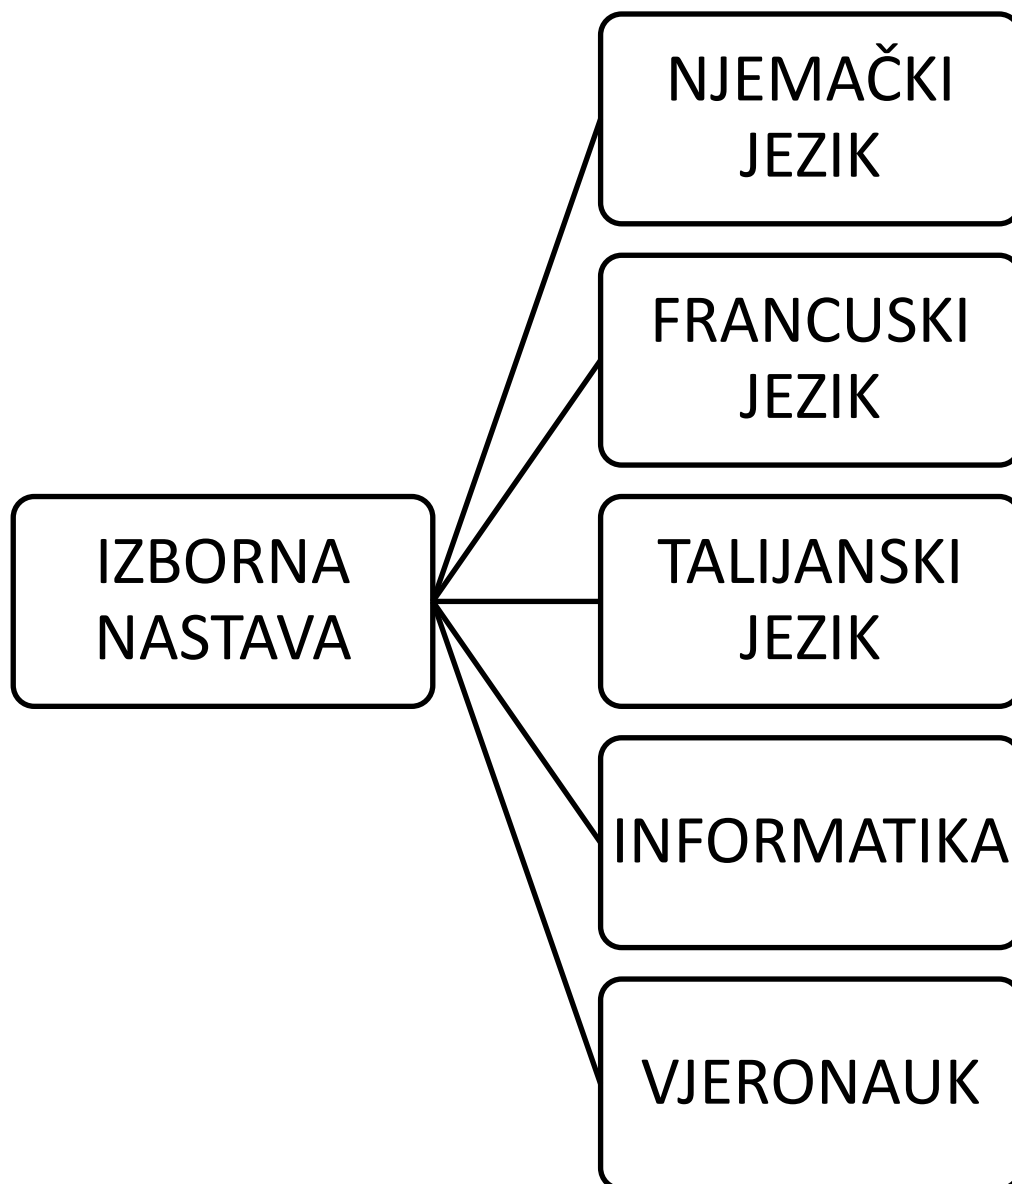 NJEMAČKI
JEZIK
FRANCUSKI
JEZIK
IZBORNA
NASTAVA
TALIJANSKI
JEZIK
INFORMATIKA
VJERONAUK